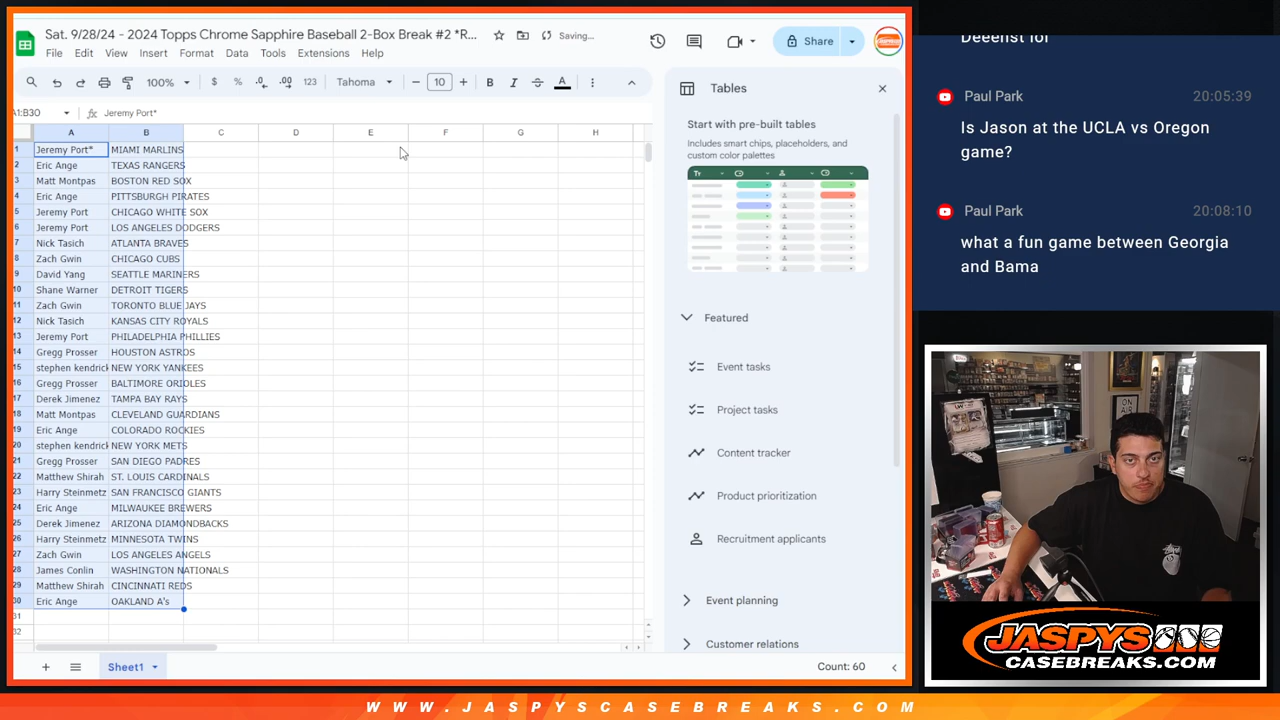 Sat. 9/28/24 - 2024 Topps Chrome Sapphire Baseball 2-Box Break #2 *R...
Saving...
Share
File Edit View Insert Format Data Tools Extensions Help
100% $ % .0 .00 123 Tahoma 10 B I A
A1:B30 Jeremy Port*
A B C D E F G H
1 Jeremy Port* MIAMI MARLINS
2 Eric Ange TEXAS RANGERS
3 Matt Montpas BOSTON RED SOX
4 Eric Ange PITTSBURGH PIRATES
5 Jeremy Port CHICAGO WHITE SOX
6 Jeremy Port LOS ANGELES DODGERS
7 Nick Tasich ATLANTA BRAVES
8 Zach Gwin CHICAGO CUBS
9 David Yang SEATTLE MARINERS
10 Shane Warner DETROIT TIGERS
11 Zach Gwin TORONTO BLUE JAYS
12 Nick Tasich KANSAS CITY ROYALS
13 Jeremy Port PHILADELPHIA PHILLIES
14 Gregg Prosser HOUSTON ASTROS
15 stephen kendrick NEW YORK YANKEES
16 Gregg Prosser BALTIMORE ORIOLES
17 Derek Jimenez TAMPA BAY RAYS
18 Matt Montpas CLEVELAND GUARDIANS
19 Eric Ange COLORADO ROCKIES
20 stephen kendrick NEW YORK METS
21 Gregg Prosser SAN DIEGO PADRES
22 Matthew Shirah ST. LOUIS CARDINALS
23 Harry Steinmetz SAN FRANCISCO GIANTS
24 Eric Ange MILWAUKEE BREWERS
25 Derek Jimenez ARIZONA DIAMONDBACKS
26 Harry Steinmetz MINNESOTA TWINS
27 Zach Gwin LOS ANGELES ANGELS
28 James Conlin WASHINGTON NATIONALS
29 Matthew Shirah CINCINNATI REDS
30 Eric Ange OAKLAND A's
31
32
Sheet1
Count: 60
Tables
Start with pre-built tables
Includes smart chips, placeholders, and
custom color palettes
Featured
Event tasks
Project tasks
Content tracker
Product prioritization
Recruitment applicants
Event planning
Customer relations
Paul Park 20:05:39
Is Jason at the UCLA vs Oregon
game?
Paul Park 20:08:10
what a fun game between Georgia
and Bama
ON
AIR
JASPYS
CASEBREAKS.COM
WWW.JASPYSCASEBREAKS.COM